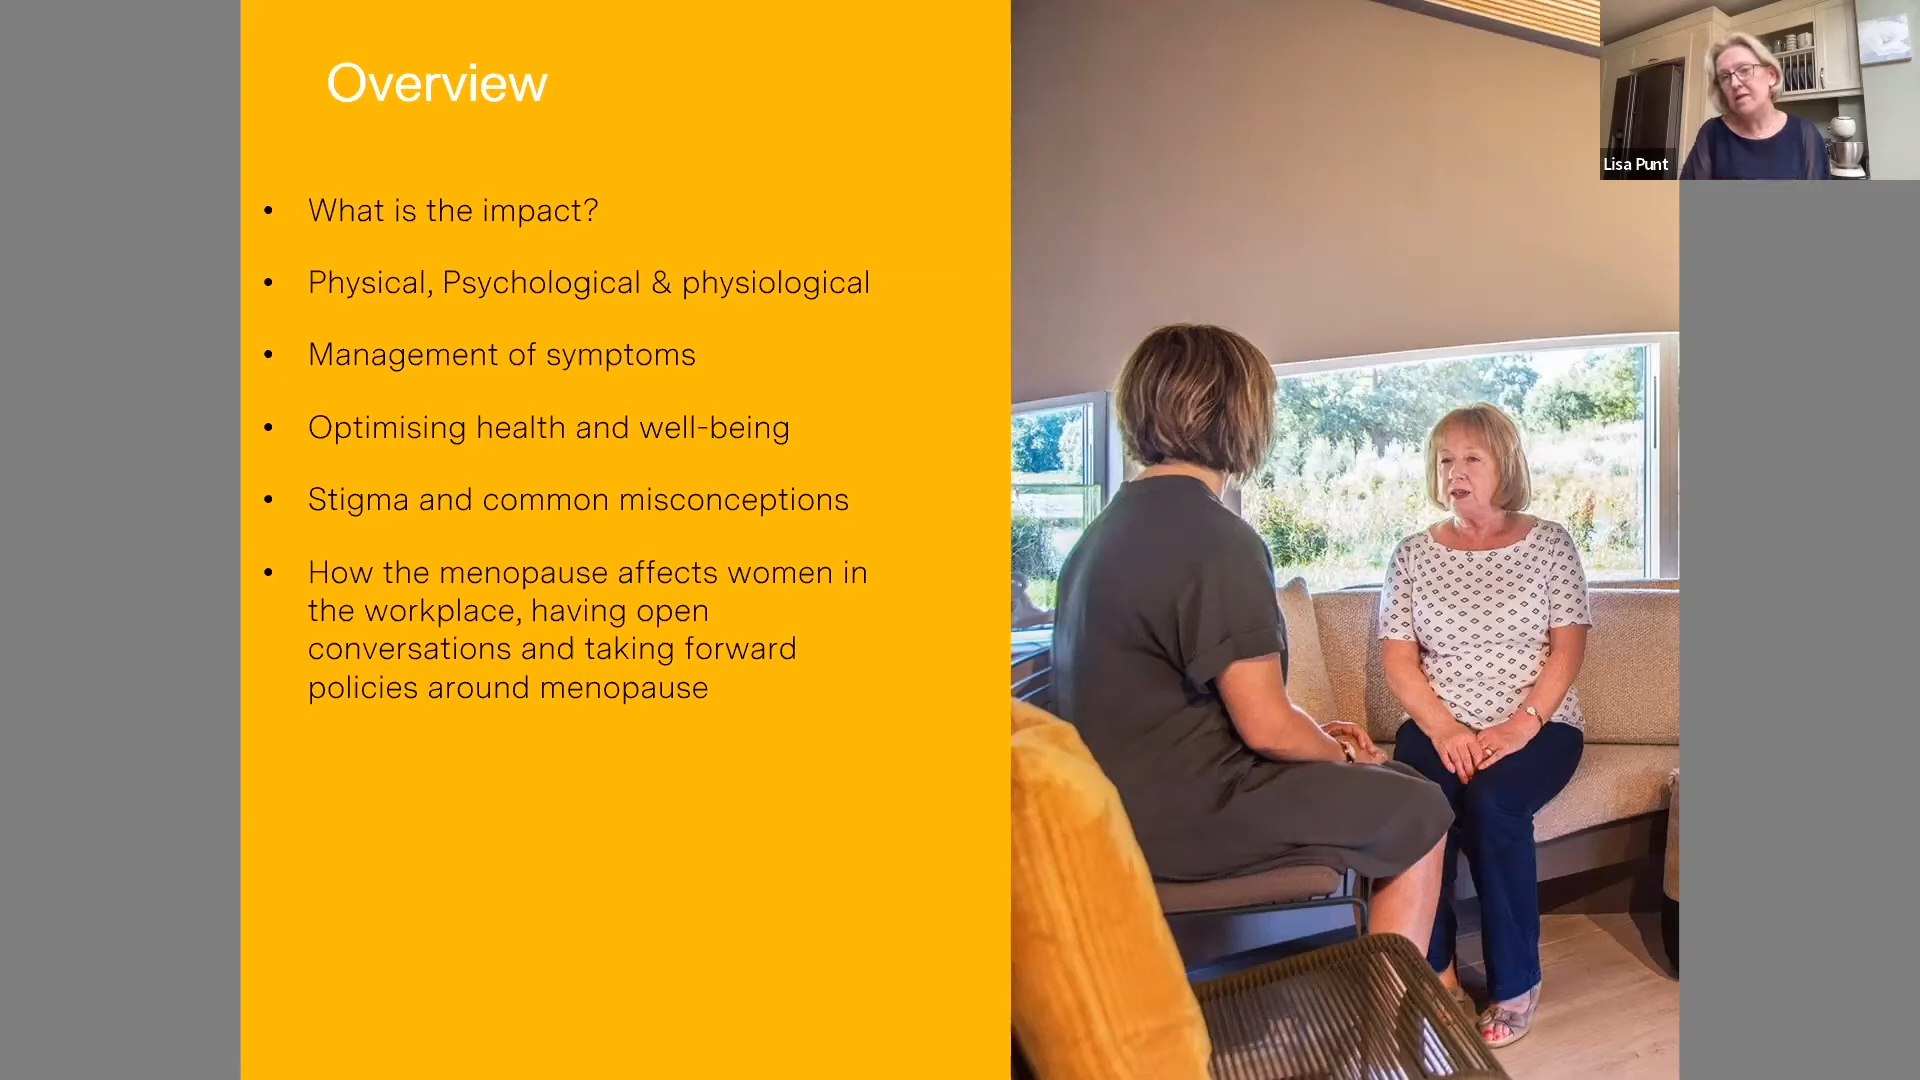 Overview
• What is the impact?
• Physical, Psychological & physiological
• Management of symptoms
• Optimising health and well-being
• Stigma and common misconceptions
• How the menopause affects women in
the workplace, having open
conversations and taking forward
policies around menopause
Lisa Punt